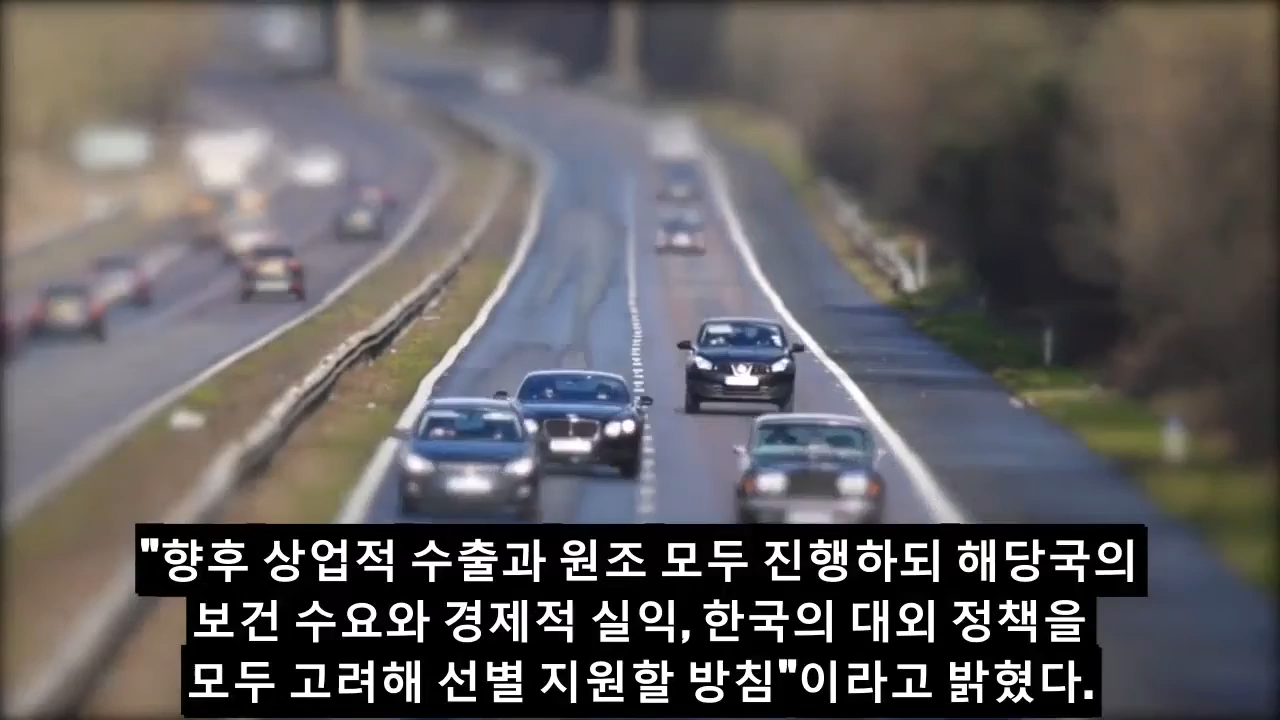 "향후 상업적 수출과 원조 모두 진행하되 해당국의
보건 수요와 경제적 실익, 한국의 대외 정책을
모두 고려해 선별 지원할 방침"이라고 밝혔다.